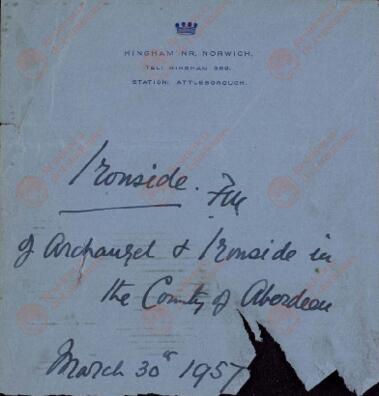 HINGHAM NR. NORWICH.
TEL: HINGHAM 389.
STATION: ATTLEBOROUGH.
Ironside.
of Archangel & Ironside in
the County of Aberdeen
March 30th 1957